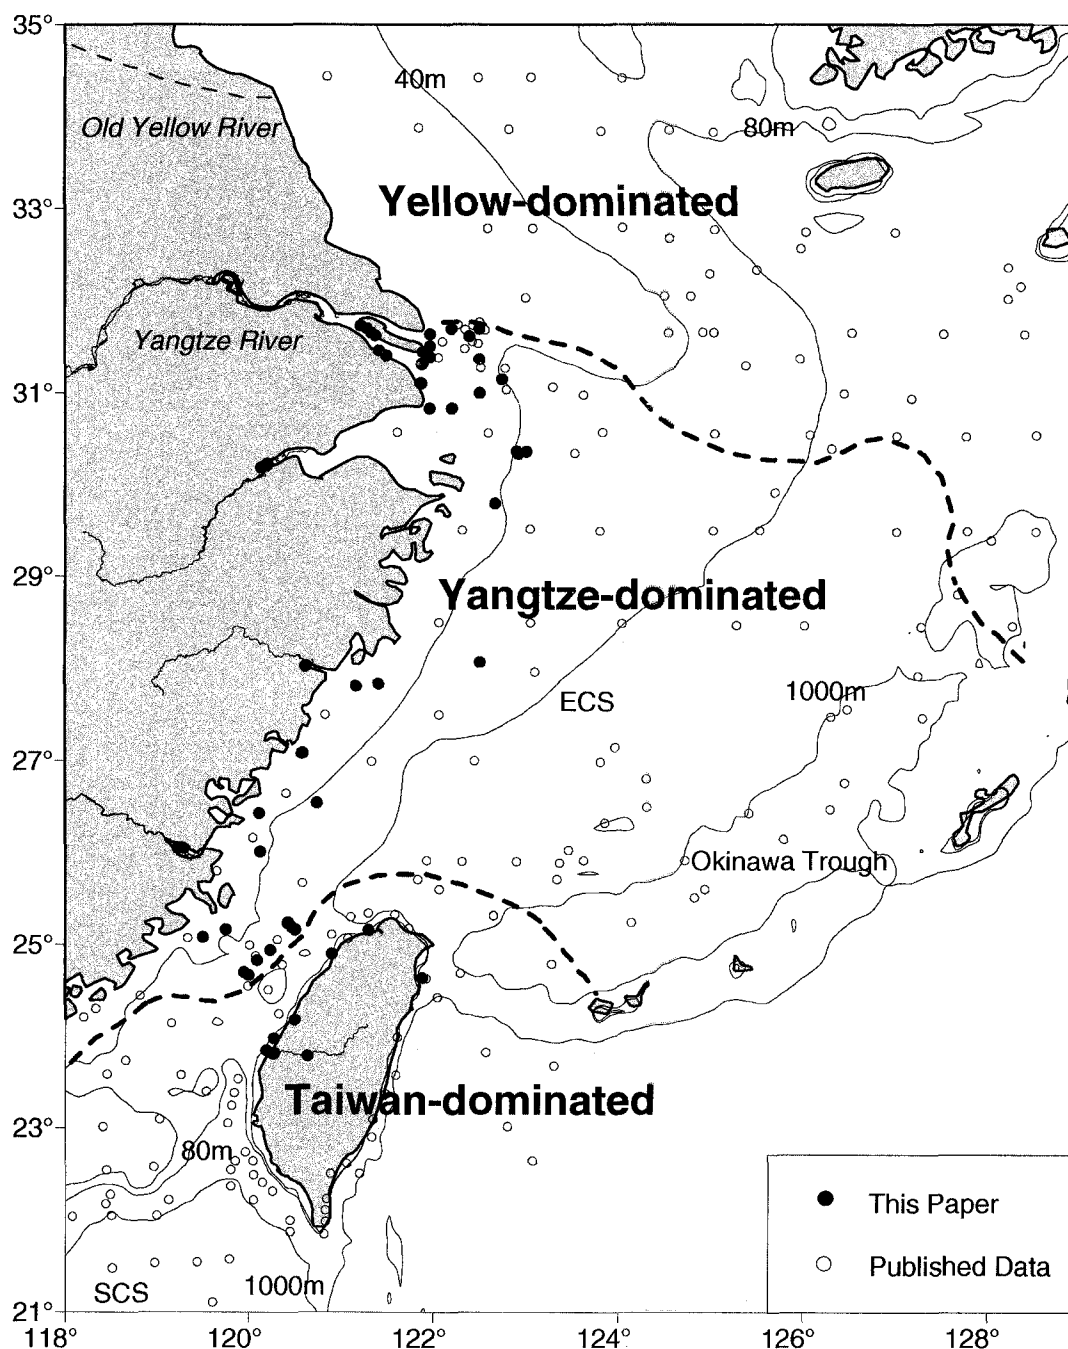 35°
40m
Old Yellow River
80m
33°
Yellow-dominated
Yangtze River
31°
29°
Yangtze-dominated
1000m
ECS
27°
Okinawa Trough
25°
Taiwan-dominated
23°
80m
This Paper
Published Data
1000m
SCS
21°
118°
120°
122°
124°
126°
128°